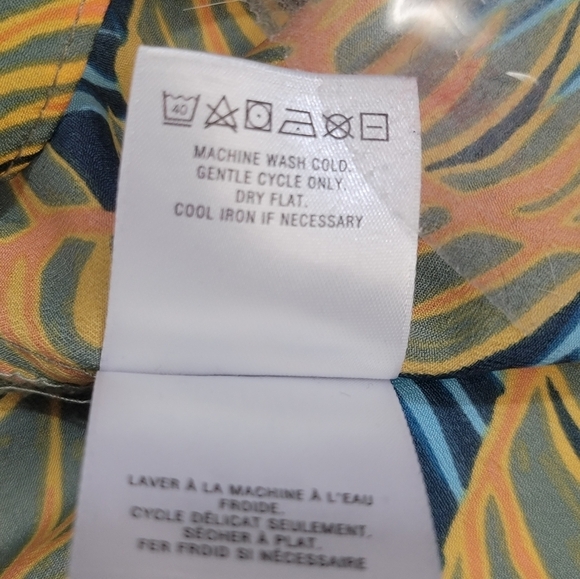 40
MACHINE WASH COLD.
GENTLE CYCLE ONLY.
DRY FLAT.
COOL IRON IF NECESSARY
LAVER À LA MACHINE À L'EAU
FROIDE.
CYCLE DÉLICAT SEULEMENT.
SÉCHER À PLAT.
FER FROID SI NÉCESSAIRE